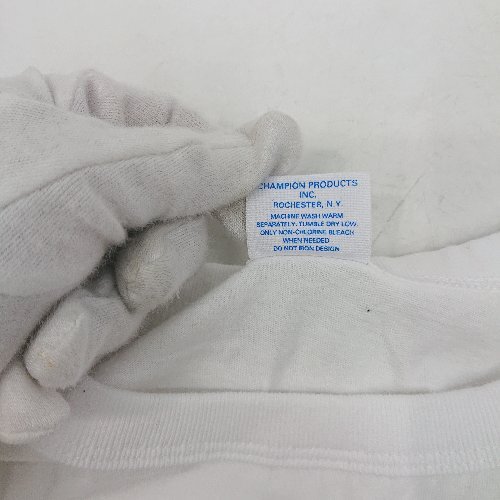 CHAMPION PRODUCTS
INC.
ROCHESTER, N.Y.
MACHINE WASH WARM
SEPARATELY. TUMBLE DRY LOW.
ONLY NON-CHLORINE BLEACH
WHEN NEEDED
DO NOT IRON DESIGN